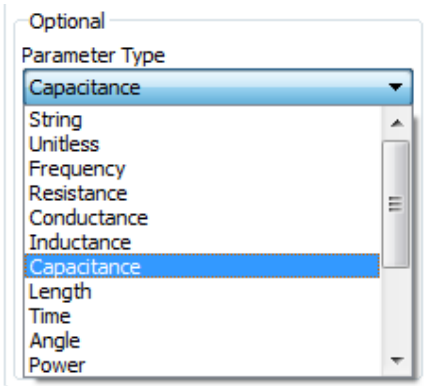 Optional
Parameter Type
Capacitance
String
Unitless
Frequency
Resistance
Conductance
Inductance
Capacitance
Length
Time
Angle
Power